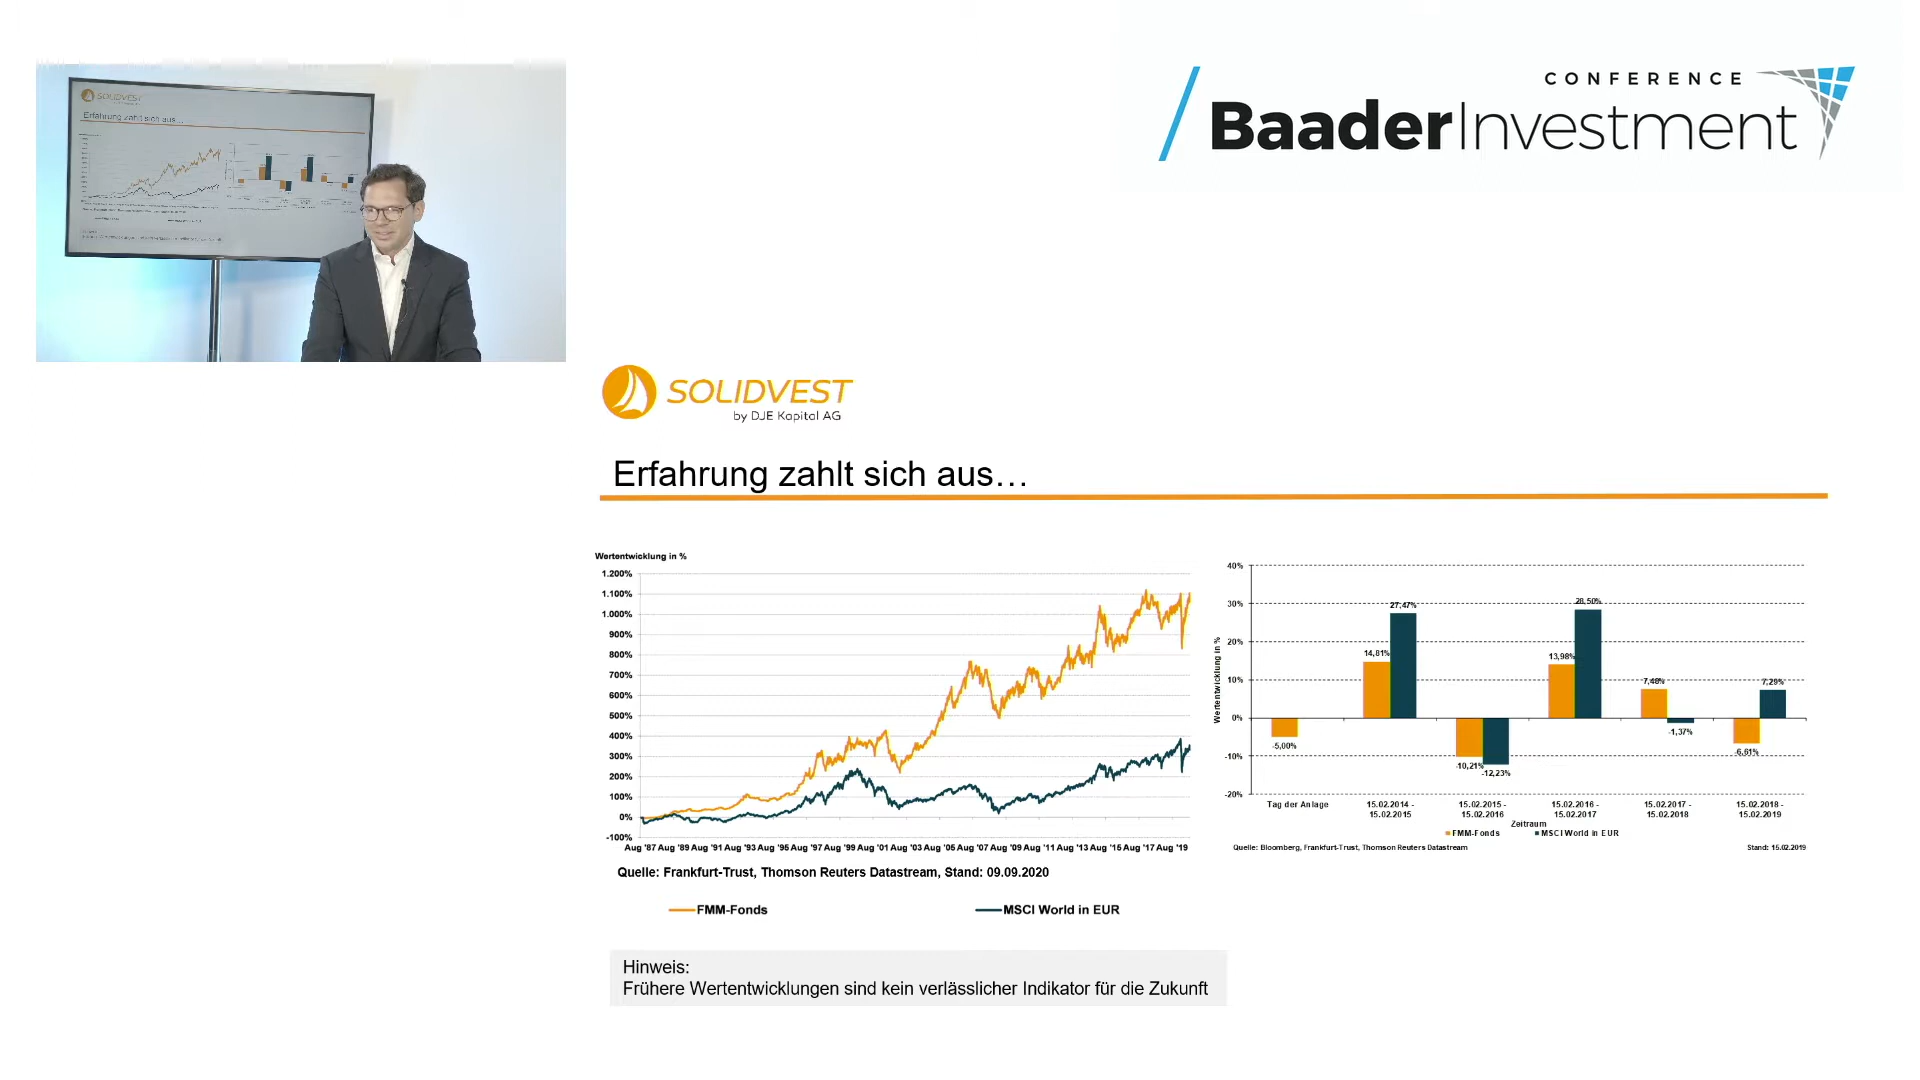 CONFERENCE
BaaderInvestment
SOLIDVEST
Erfahrung zahlt sich aus...
SOLIDVEST
by DJE Kapital AG
Erfahrung zahlt sich aus…
Wertentwicklung in %
1.200%
1.100%
1.000%
900%
800%
700%
600%
500%
400%
300%
200%
100%
0%
-100%
Aug '87 Aug '89 Aug '91 Aug '93 Aug '95 Aug '97 Aug '99 Aug '01 Aug '03 Aug '05 Aug '07 Aug '09 Aug '11 Aug '13 Aug '15 Aug '17 Aug '19
Quelle: Frankfurt-Trust, Thomson Reuters Datastream, Stand: 09.09.2020
FMM-Fonds MSCI World in EUR
Wertentwicklung in %
40%
30%
20%
10%
0%
-10%
-20%
-5,00%
14,81%
27,47%
-10,21%
-12,23%
13,98%
28,50%
7,48%
-1,37%
-6,61%
7,29%
Tag der Anlage
15.02.2014 -
15.02.2015
15.02.2015 -
15.02.2016
15.02.2016 -
15.02.2017
15.02.2017 -
15.02.2018
15.02.2018 -
15.02.2019
Zeitraum
FMM-Fonds MSCI World in EUR
Quelle: Bloomberg, Frankfurt-Trust, Thomson Reuters Datastream Stand: 15.02.2019
Hinweis:
Frühere Wertentwicklungen sind kein verlässlicher Indikator für die Zukunft